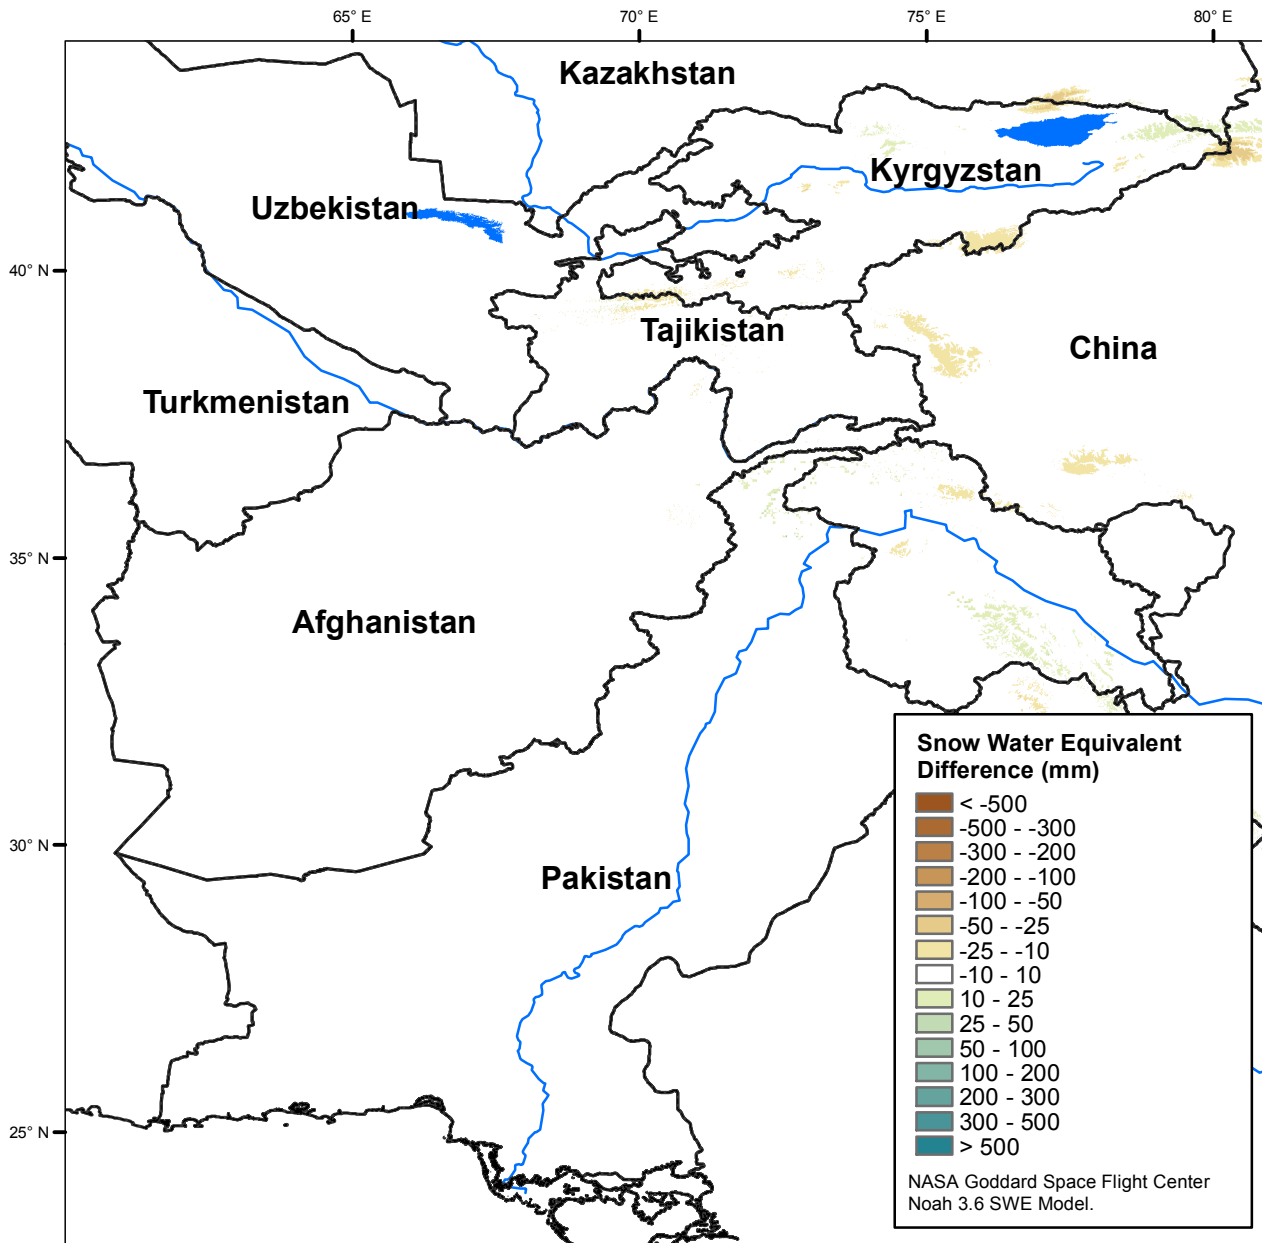 65° E
70° E
75° E
80° E
Kazakhstan
Kyrgyzstan
Uzbekistan
40° N
Tajikistan
China
Turkmenistan
35° N
Afghanistan
Snow Water Equivalent
Difference (mm)
< -500
-500 - -300
-300 - -200
-200 - -100
-100 - -50
-50 - -25
-25 - -10
-10 - 10
10 - 25
25 - 50
50 - 100
100 - 200
200 - 300
300 - 500
> 500
NASA Goddard Space Flight Center
Noah 3.6 SWE Model.
30° N
Pakistan
25° N